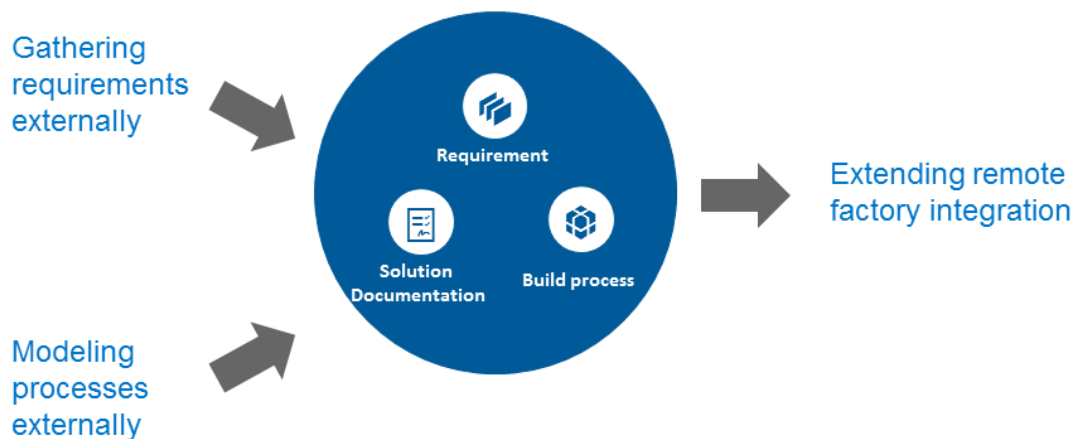 Gathering
requirements
externally
Requirement
Solution
Documentation
Build process
Extending remote
factory integration
Modeling
processes
externally